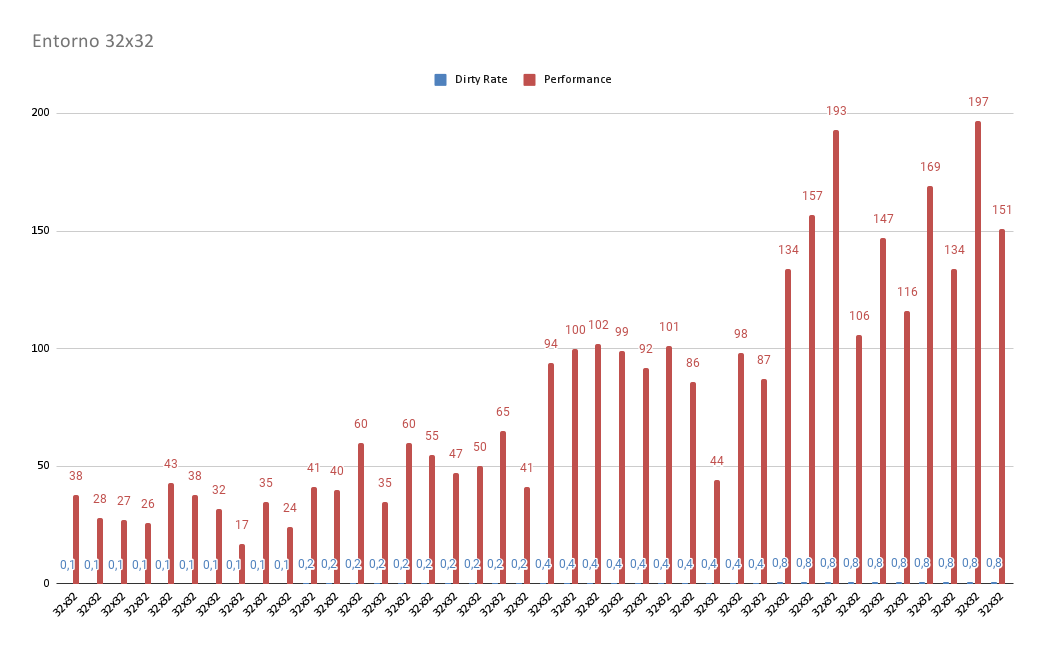 Entorno 32x32
Dirty Rate Performance
200
150
100
50
0
38 28 27 26 43 38 32 17 35 24 41 40 60 35 60 55 47 50 65 41 94 100 102 99 92 101 86 44 98 87 134 157 193 106 147 116 169 134 197 151
0,1 0,1 0,1 0,1 0,1 0,1 0,1 0,1 0,1 0,1 0,2 0,2 0,2 0,2 0,2 0,2 0,2 0,2 0,2 0,2 0,4 0,4 0,4 0,4 0,4 0,4 0,4 0,4 0,4 0,4 0,8 0,8 0,8 0,8 0,8 0,8 0,8 0,8 0,8 0,8
32x32 32x32 32x32 32x32 32x32 32x32 32x32 32x32 32x32 32x32 32x32 32x32 32x32 32x32 32x32 32x32 32x32 32x32 32x32 32x32 32x32 32x32 32x32 32x32 32x32 32x32 32x32 32x32 32x32 32x32 32x32 32x32 32x32 32x32 32x32 32x32 32x32 32x32 32x32 32x32